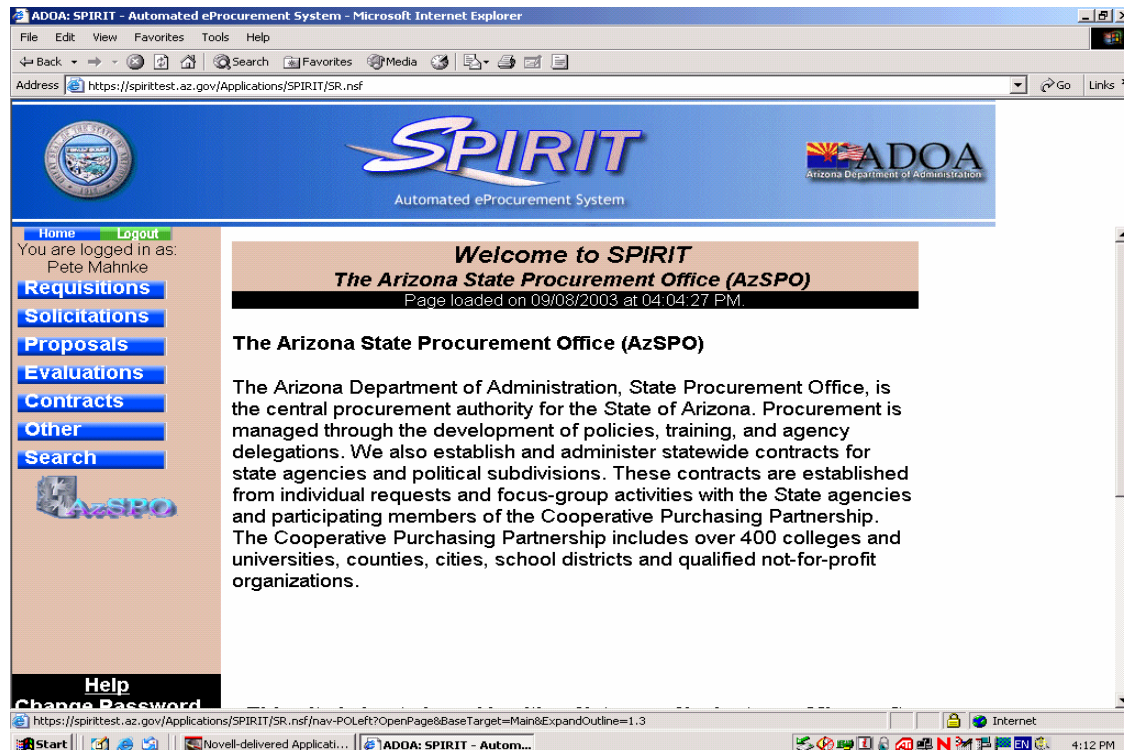 ADOA: SPIRIT - Automated eProcurement System - Microsoft Internet Explorer
File Edit View Favorites Tools Help
Back Search Favorites Media
Address https://spirittest.az.gov/Applications/SPIRIT/SR.nsf Go Links
SPIRIT
Automated eProcurement System
ADOA
Arizona Department of Administration
Home Logout
You are logged in as:
Pete Mahnke
Requisitions
Solicitations
Proposals
Evaluations
Contracts
Other
Search
AzSPO
Help
Change Password
Welcome to SPIRIT
The Arizona State Procurement Office (AzSPO)
Page loaded on 09/08/2003 at 04:04:27 PM.
The Arizona State Procurement Office (AzSPO)
The Arizona Department of Administration, State Procurement Office, is
the central procurement authority for the State of Arizona. Procurement is
managed through the development of policies, training, and agency
delegations. We also establish and administer statewide contracts for
state agencies and political subdivisions. These contracts are established
from individual requests and focus-group activities with the State agencies
and participating members of the Cooperative Purchasing Partnership.
The Cooperative Purchasing Partnership includes over 400 colleges and
universities, counties, cities, school districts and qualified not-for-profit
organizations.
https://spirittest.az.gov/Applications/SPIRIT/SR.nsf/nav-POLeft?OpenPage&BaseTarget=Main&ExpandOutline=1.3 Internet
Start Novell-delivered Applicati... ADOA: SPIRIT - Autom... EN 4:12 PM